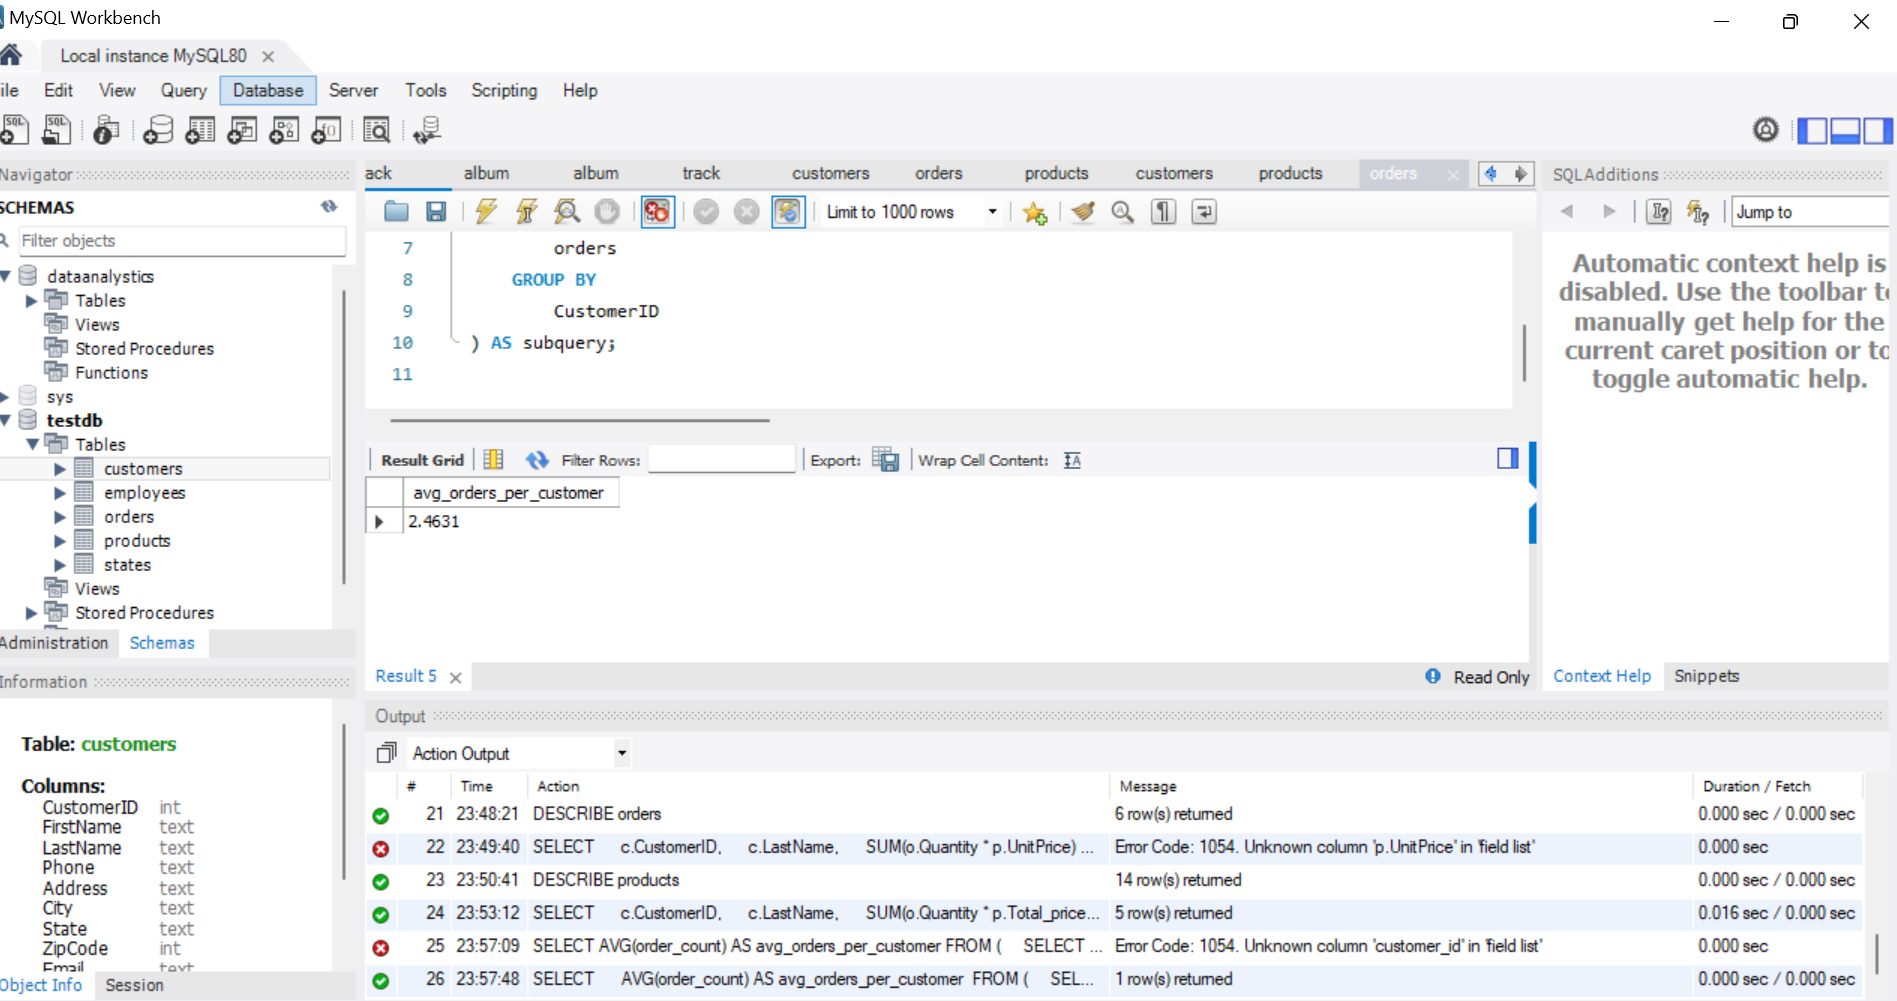 MySQL Workbench
Local instance MySQL80
ile Edit View Query Database Server Tools Scripting Help
Navigator
SCHEMAS
Filter objects
dataanalystics
Tables
Views
Stored Procedures
Functions
sys
testdb
Tables
customers
employees
orders
products
states
Views
Stored Procedures
Administration Schemas
Information
Table: customers
Columns:
CustomerID int
FirstName text
LastName text
Phone text
Address text
City text
State text
ZipCode int
Email text
Object Info Session
ack album album track customers orders products customers products orders
Limit to 1000 rows
7 orders
8 GROUP BY
9 CustomerID
10 ) AS subquery;
11
Result Grid Filter Rows: Export: Wrap Cell Content:
avg_orders_per_customer
2.4631
Result 5 Read Only
SQLAdditions
Jump to
Automatic context help is
disabled. Use the toolbar to
manually get help for the
current caret position or to
toggle automatic help.
Context Help Snippets
Output
Action Output
# Time Action Message Duration / Fetch
21 23:48:21 DESCRIBE orders 6 row(s) returned 0.000 sec / 0.000 sec
22 23:49:40 SELECT c.CustomerID, c.LastName, SUM(o.Quantity * p.UnitPrice) ... Error Code: 1054. Unknown column 'p.UnitPrice' in 'field list' 0.000 sec
23 23:50:41 DESCRIBE products 14 row(s) returned 0.000 sec / 0.000 sec
24 23:53:12 SELECT c.CustomerID, c.LastName, SUM(o.Quantity * p.Total_price... 5 row(s) returned 0.016 sec / 0.000 sec
25 23:57:09 SELECT AVG(order_count) AS avg_orders_per_customer FROM ( SELECT ... Error Code: 1054. Unknown column 'customer_id' in 'field list' 0.000 sec
26 23:57:48 SELECT AVG(order_count) AS avg_orders_per_customer FROM ( SEL... 1 row(s) returned 0.000 sec / 0.000 sec